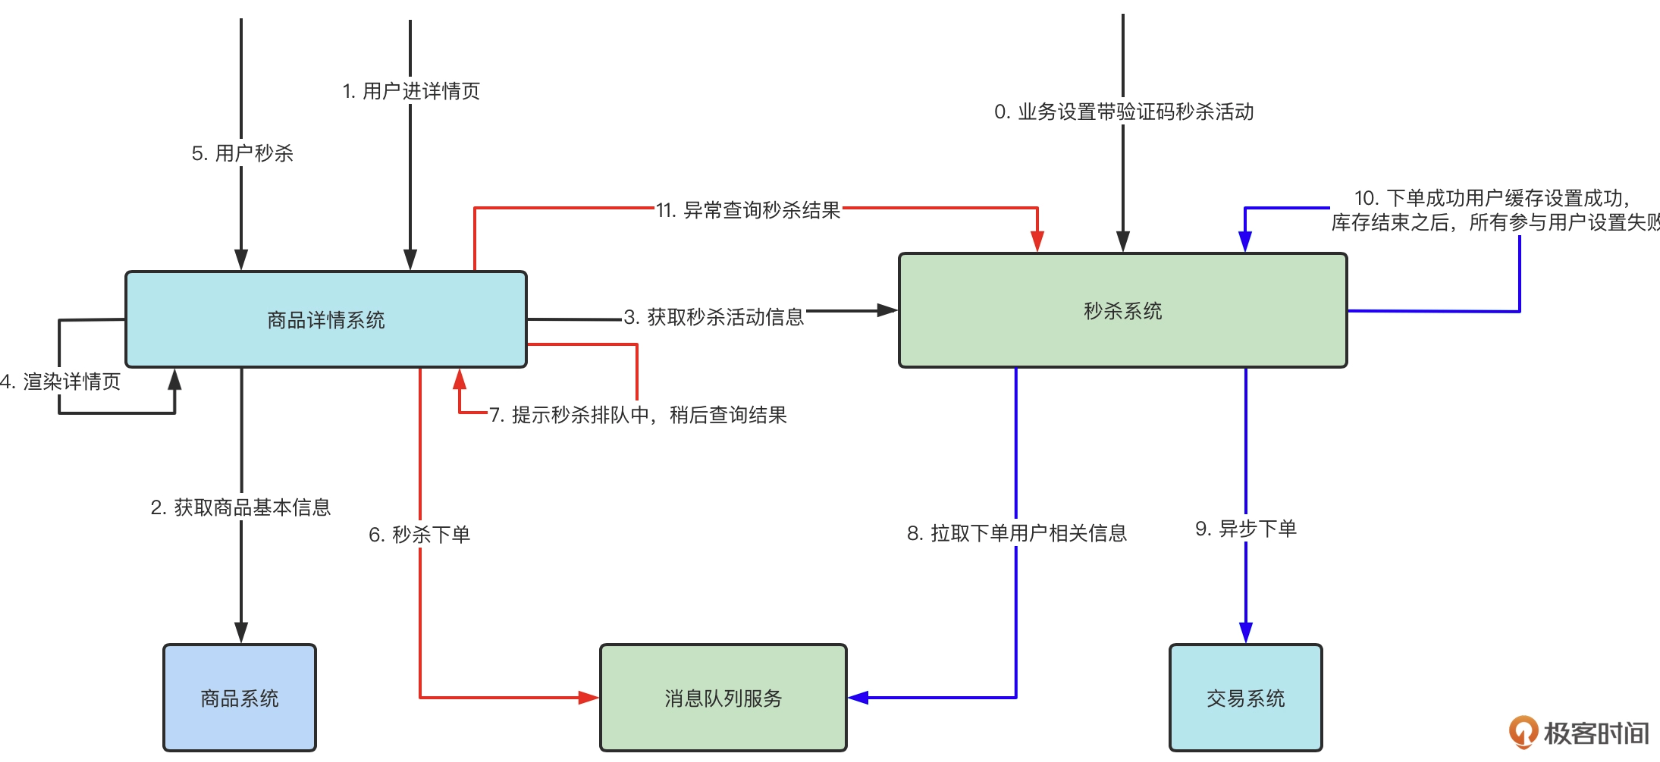 1. 用户进详情页
0. 业务设置带验证码秒杀活动
5. 用户秒杀
11. 异常查询秒杀结果
10. 下单成功用户缓存设置成功，
库存结束之后，所有参与用户设置失败
商品详情系统
3. 获取秒杀活动信息
秒杀系统
4. 渲染详情页
7. 提示秒杀排队中，稍后查询结果
2. 获取商品基本信息
6. 秒杀下单
8. 拉取下单用户相关信息
9. 异步下单
商品系统
消息队列服务
交易系统
极客时间